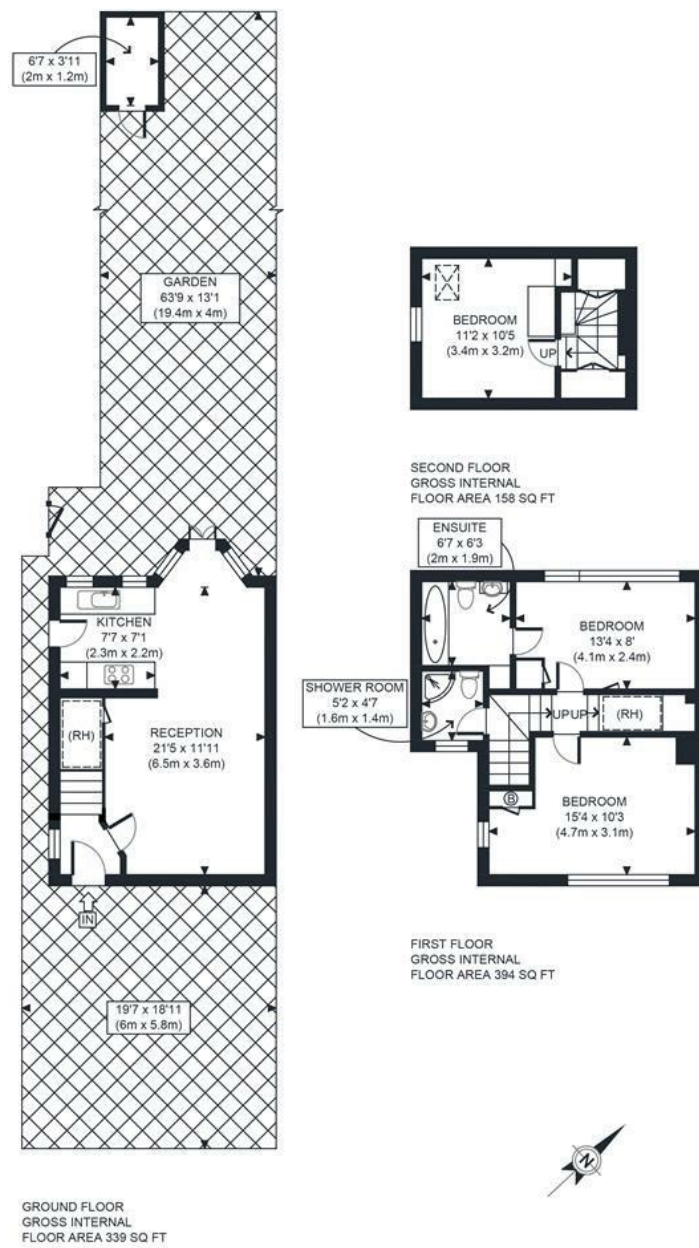 6'7 x 3'11
(2m x 1.2m)
GARDEN
63'9 x 13'1
(19.4m x 4m)
KITCHEN
7'7 x 7'1
(2.3m x 2.2m)
(RH)
RECEPTION
21'5 x 11'11
(6.5m x 3.6m)
IN
19'7 x 18'11
(6m x 5.8m)
GROUND FLOOR
GROSS INTERNAL
FLOOR AREA 339 SQ FT
BEDROOM
11'2 x 10'5
(3.4m x 3.2m)
UP
SECOND FLOOR
GROSS INTERNAL
FLOOR AREA 158 SQ FT
ENSUITE
6'7 x 6'3
(2m x 1.9m)
BEDROOM
13'4 x 8'
(4.1m x 2.4m)
SHOWER ROOM
5'2 x 4'7
(1.6m x 1.4m)
UP UP
(RH)
B
BEDROOM
15'4 x 10'3
(4.7m x 3.1m)
FIRST FLOOR
GROSS INTERNAL
FLOOR AREA 394 SQ FT
N